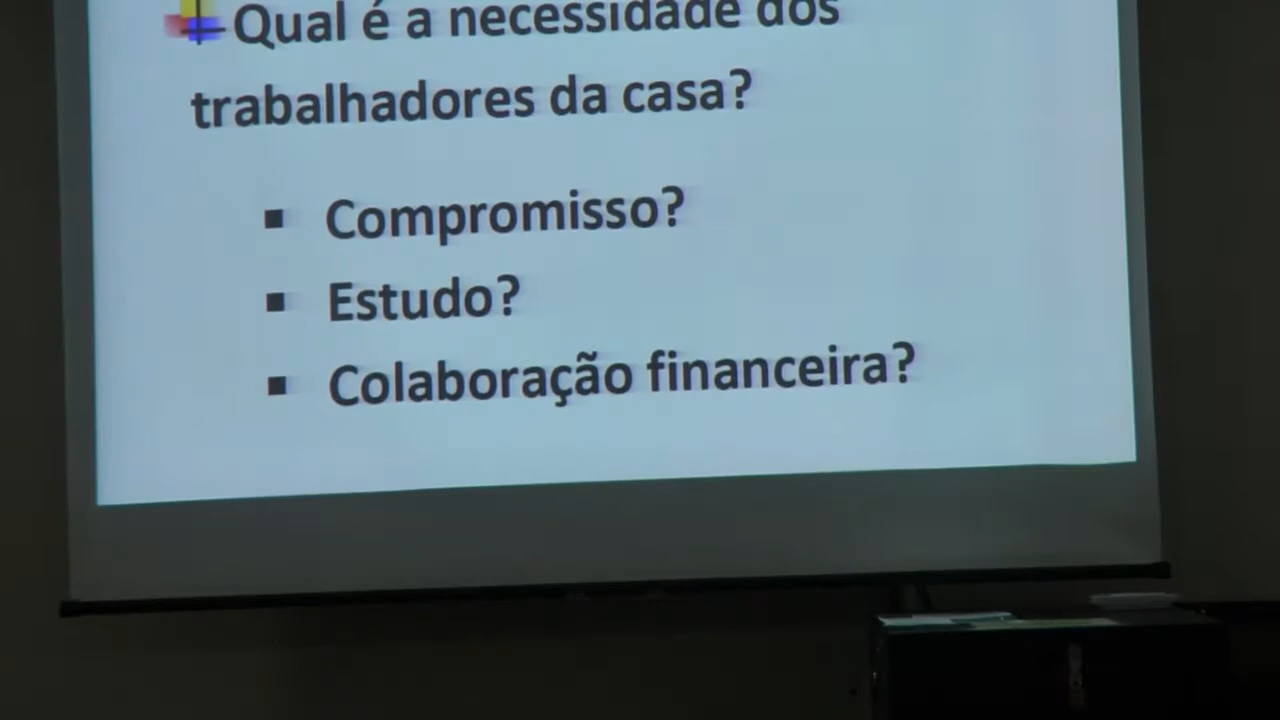 Qual é a necessidade dos
trabalhadores da casa?
▪ Compromisso?
▪ Estudo?
▪ Colaboração financeira?